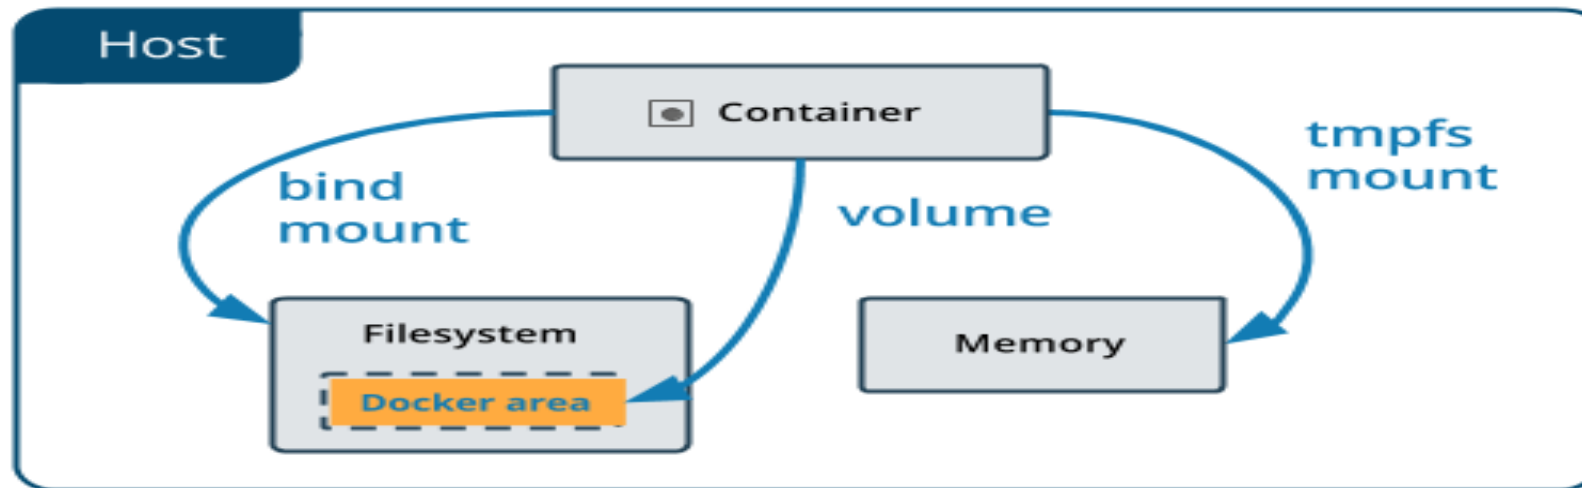 Host
Container
bind
mount
volume
tmpfs
mount
Filesystem
Docker area
Memory